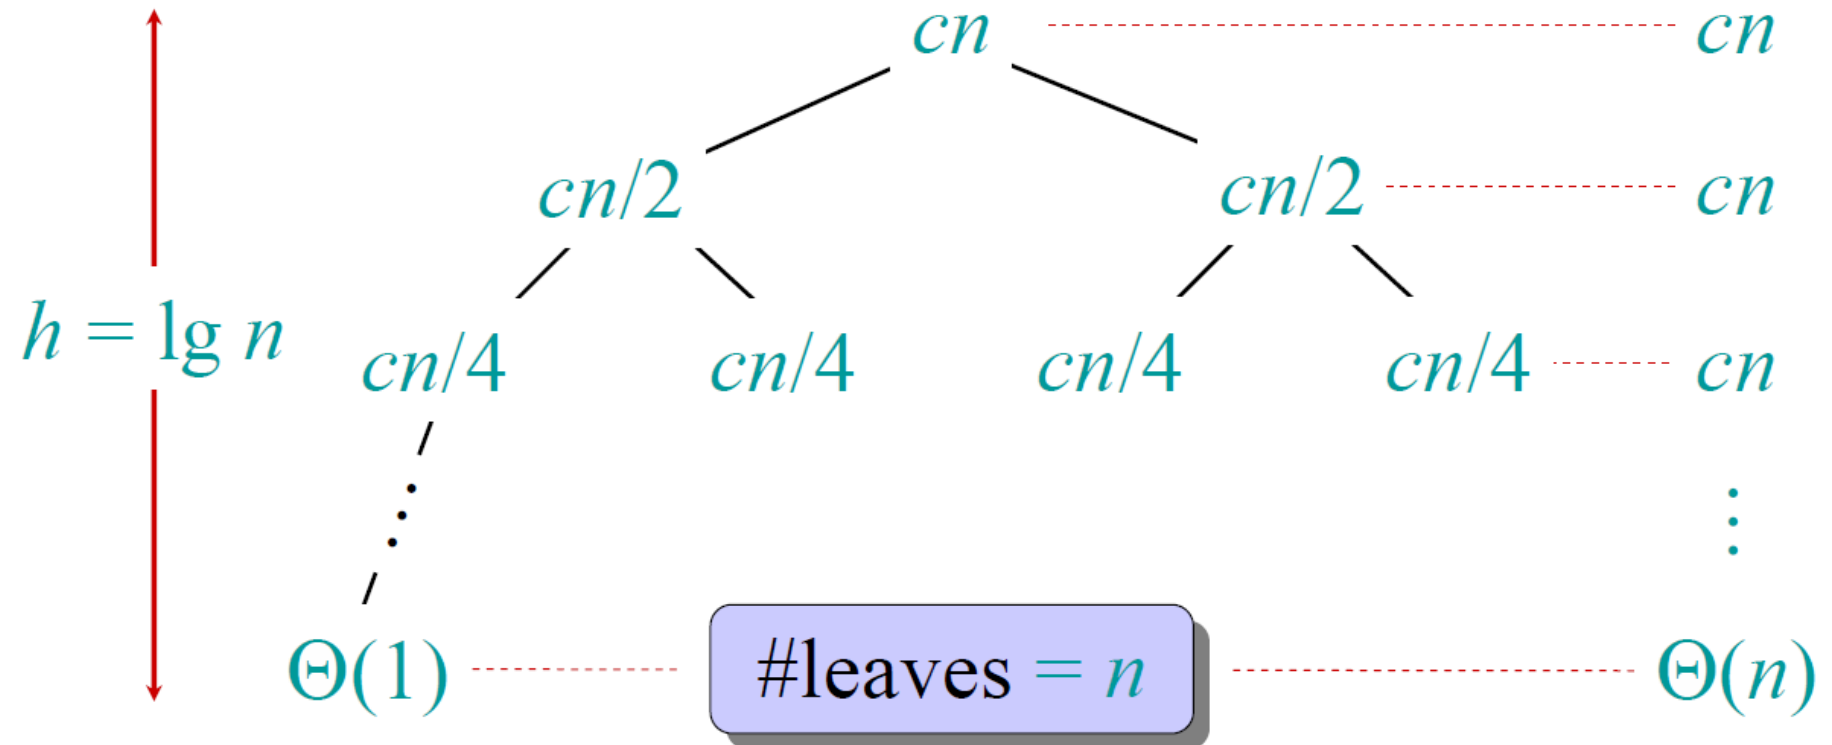 cn cn
cn/2 cn/2 cn
h = lg n
cn/4 cn/4 cn/4 cn/4 cn
Θ(1) #leaves = n Θ(n)